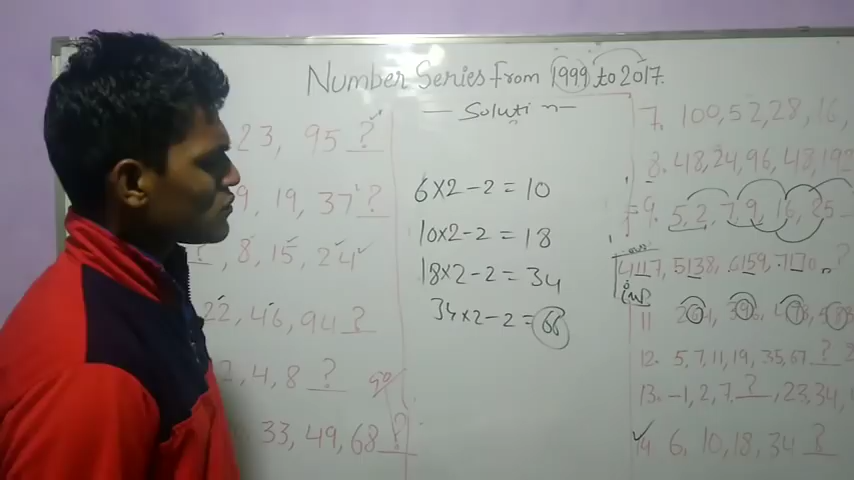 Number Series from 1999 to 2017.
Solution
23, 95 ?
9, 19, 37 ?
?, 8, 15, 24
22, 46, 94 ?
2, 4, 8 ?
90
33, 49, 68 ?
6×2-2 = 10
10×2-2 = 18
18×2-2 = 34
34×2-2 = 66
7. 100, 52, 28, 16,
8. 48, 24, 96, 48, 192
9. 5, 2, 7, 9, 16, 25
4117, 5138, 6159, 7170, ?
11
12. 5, 7, 11, 19, 35, 67 ?
13. -1, 2, 7, ?, 23, 34,
14 6, 10, 18, 34 ?